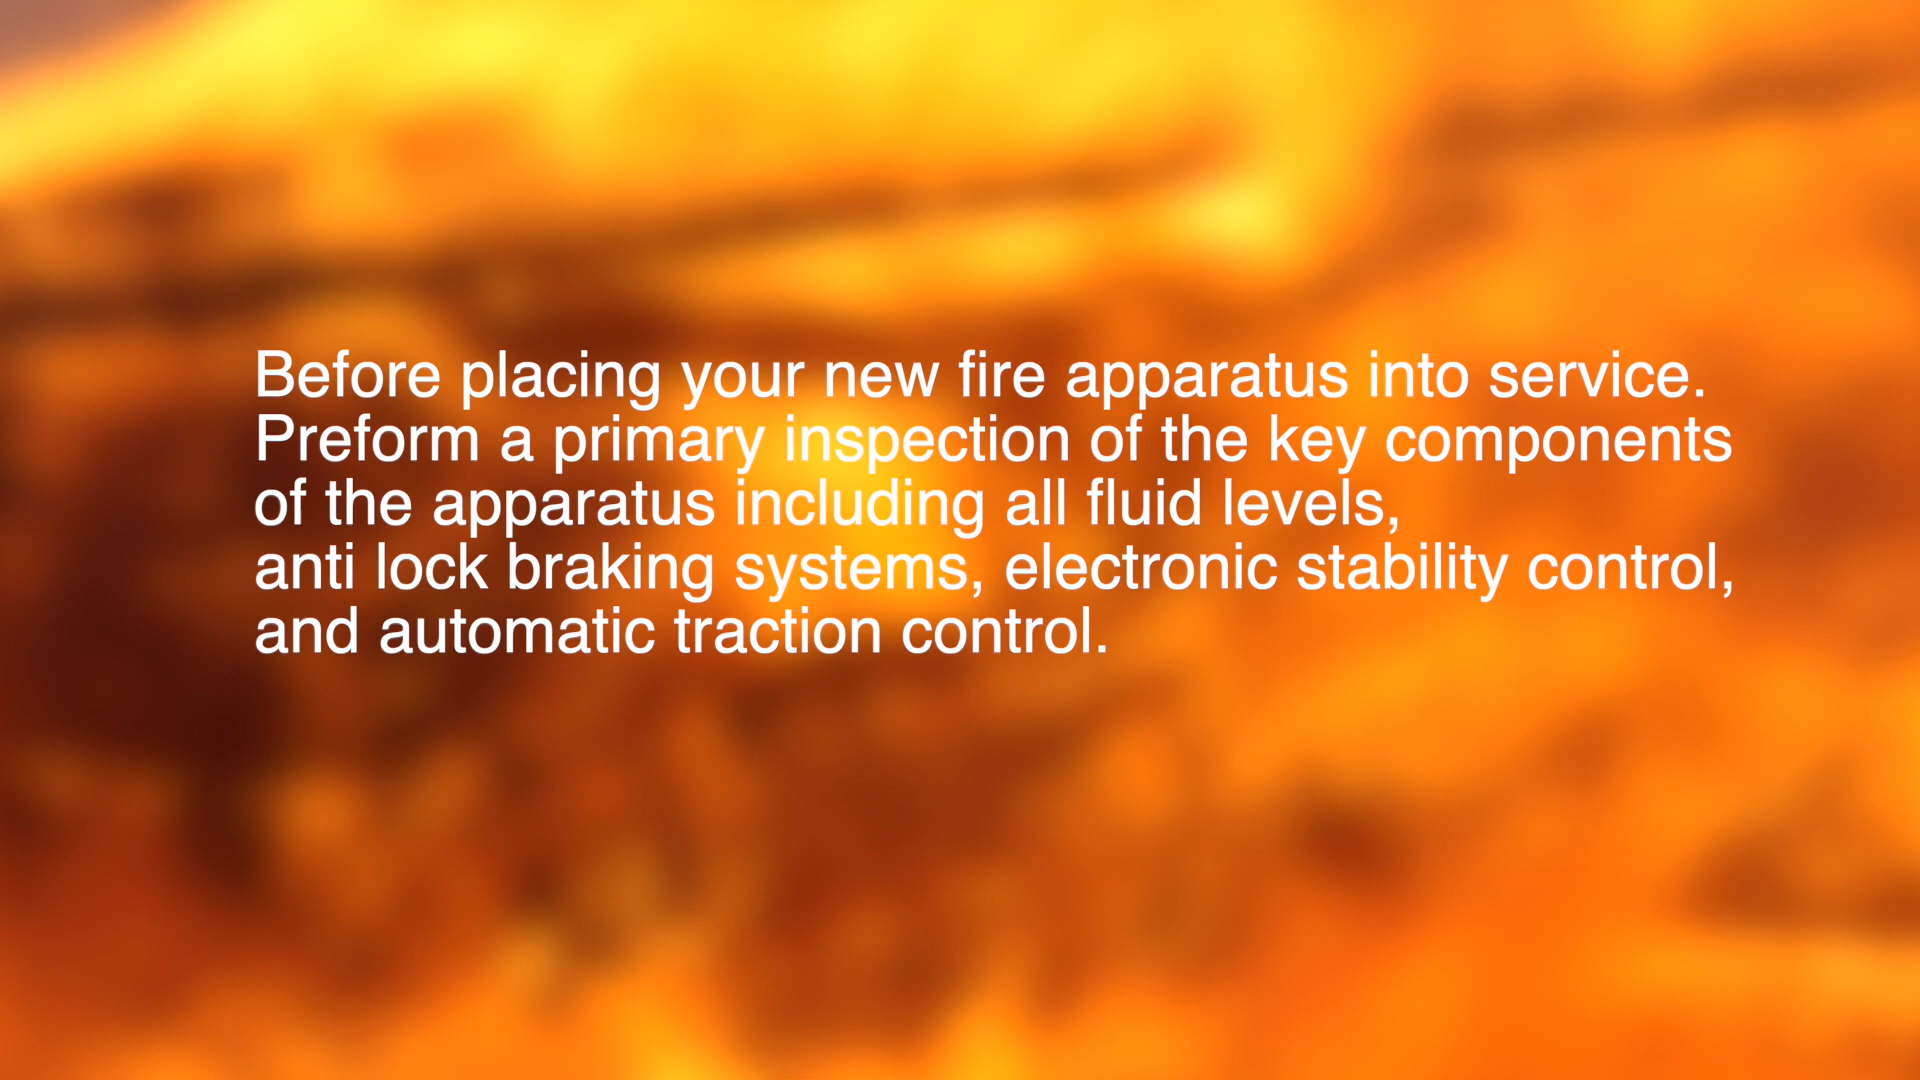 Before placing your new fire apparatus into service.
Preform a primary inspection of the key components
of the apparatus including all fluid levels,
anti lock braking systems, electronic stability control,
and automatic traction control.